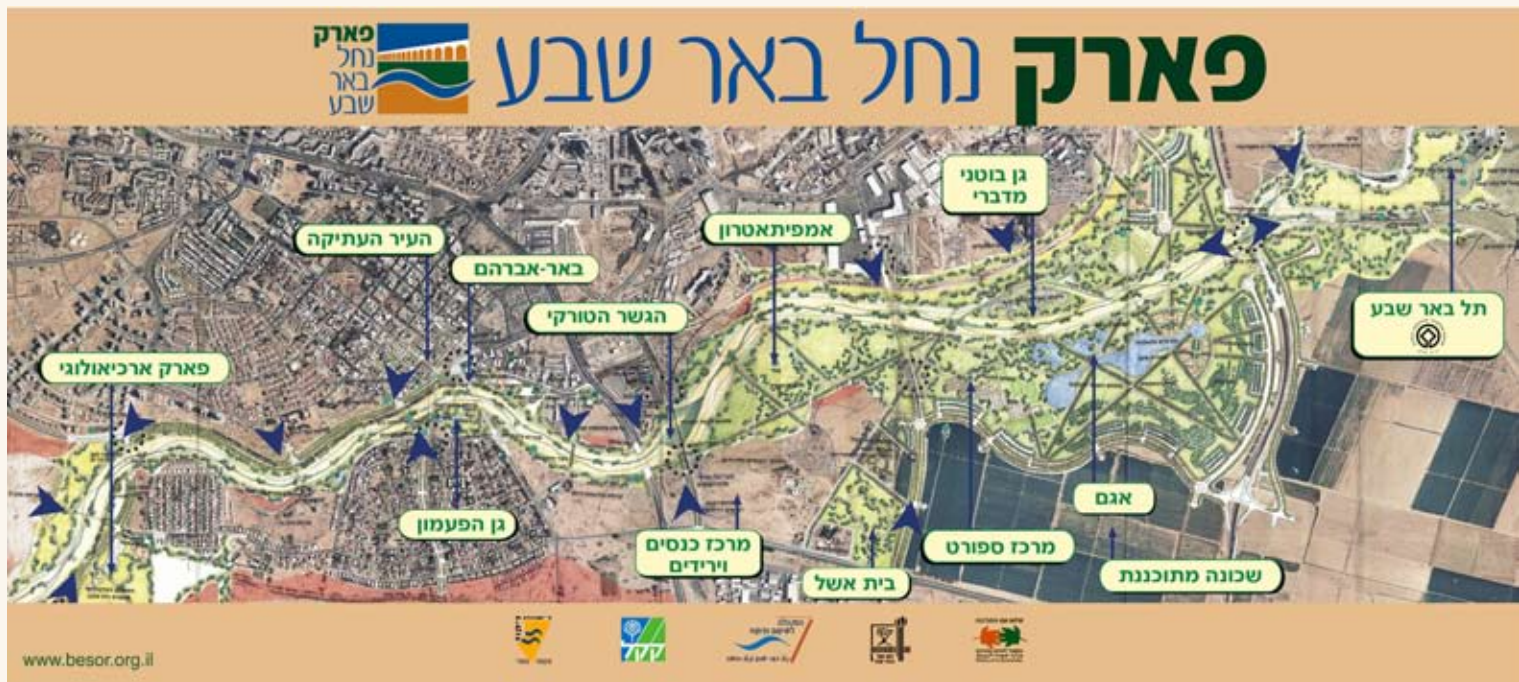 פארק נחל באר שבע
פארק
נחל
באר
שבע
גן בוטני
מדברי
אמפיתאטרון
העיר העתיקה
באר-אברהם
הגשר הטורקי
תל באר שבע
פארק ארכיאולוגי
אגם
גן הפעמון
מרכז כנסים
וירידים
מרכז ספורט
בית אשל
שכונה מתוכננת
קקל
www.besor.org.il